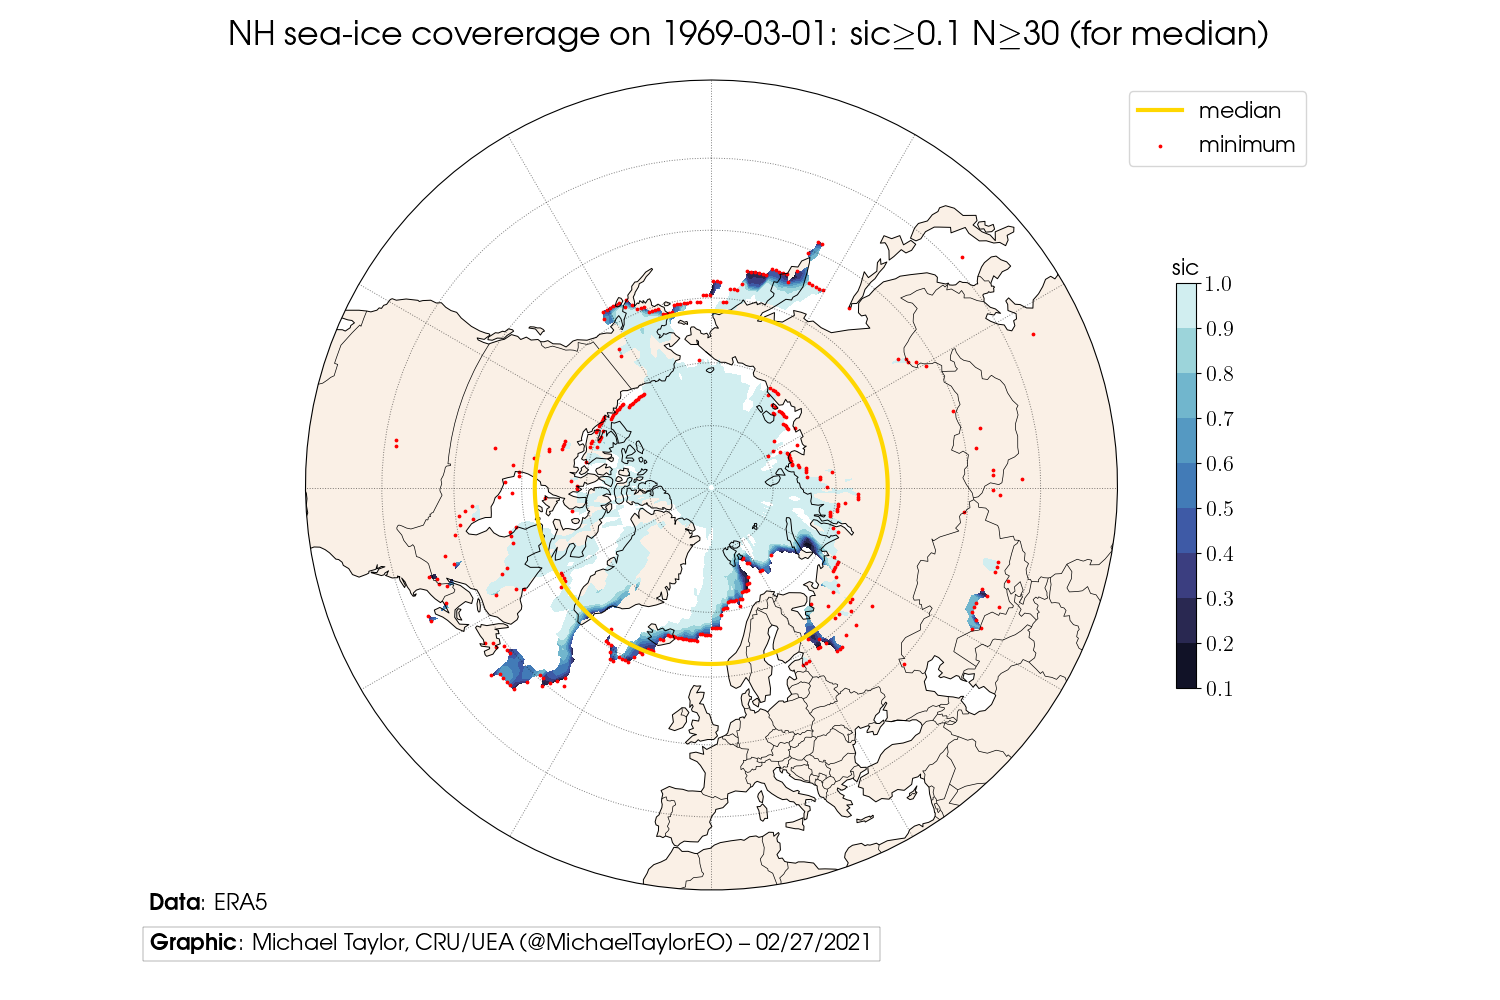 NH sea-ice covererage on 1969-03-01: sic≥0.1 N≥30 (for median)
median
minimum
sic
1.0
0.9
0.8
0.7
0.6
0.5
0.4
0.3
0.2
0.1
Data: ERA5
Graphic: Michael Taylor, CRU/UEA (@MichaelTaylorEO) – 02/27/2021